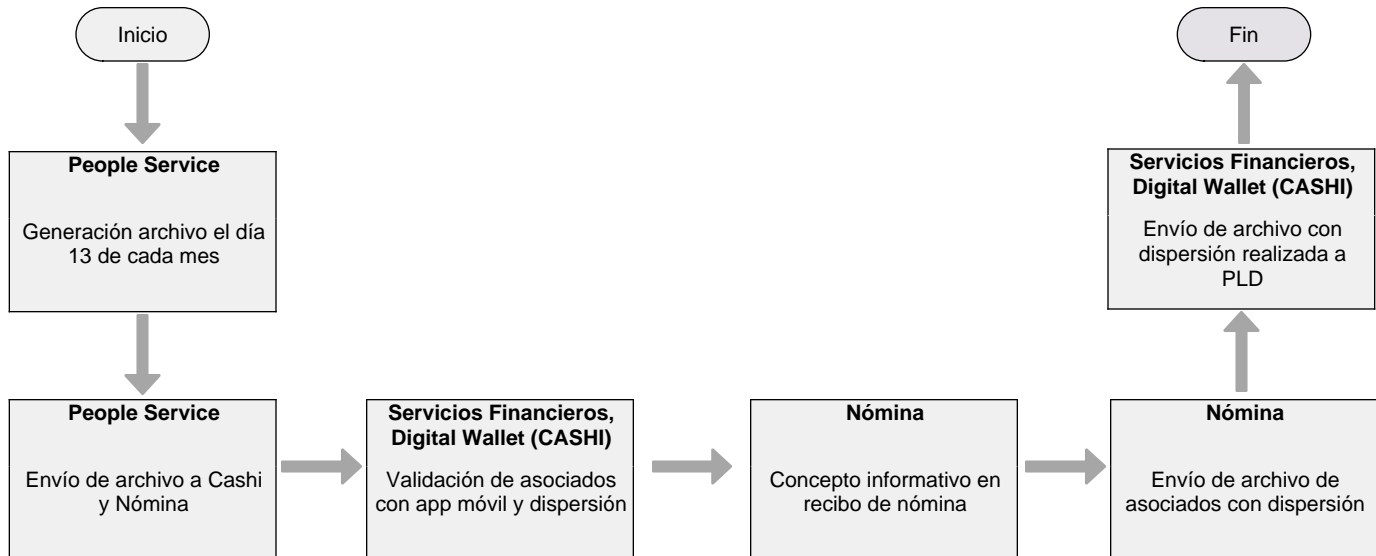 Inicio
People Service
Generación archivo el día
13 de cada mes
People Service
Envío de archivo a Cashi
y Nómina
Servicios Financieros,
Digital Wallet (CASHI)
Validación de asociados
con app móvil y dispersión
Nómina
Concepto informativo en
recibo de nómina
Nómina
Envío de archivo de
asociados con dispersión
Servicios Financieros,
Digital Wallet (CASHI)
Envío de archivo con
dispersión realizada a
PLD
Fin